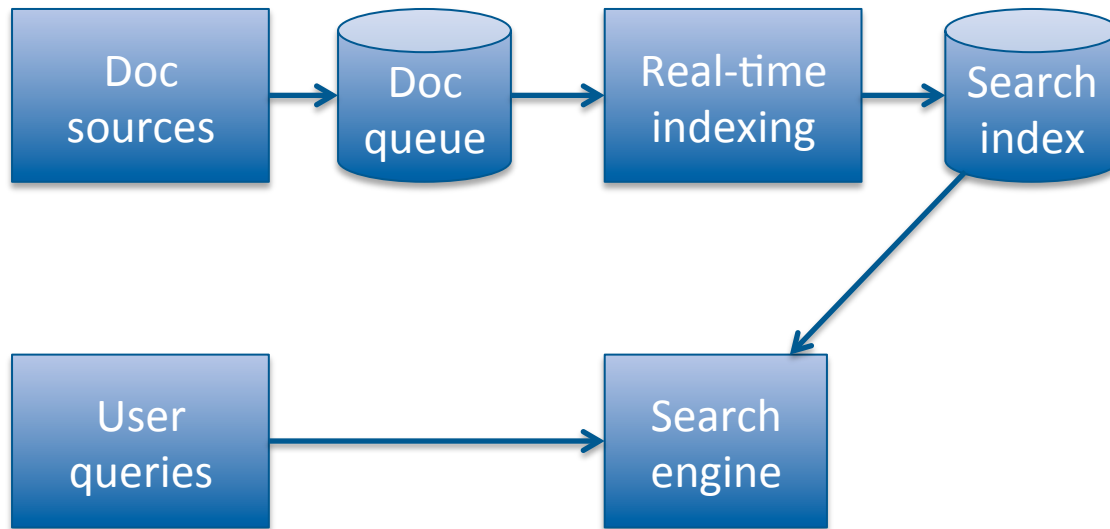 Doc
sources
Doc
queue
Real-time
indexing
Search
index
User
queries
Search
engine